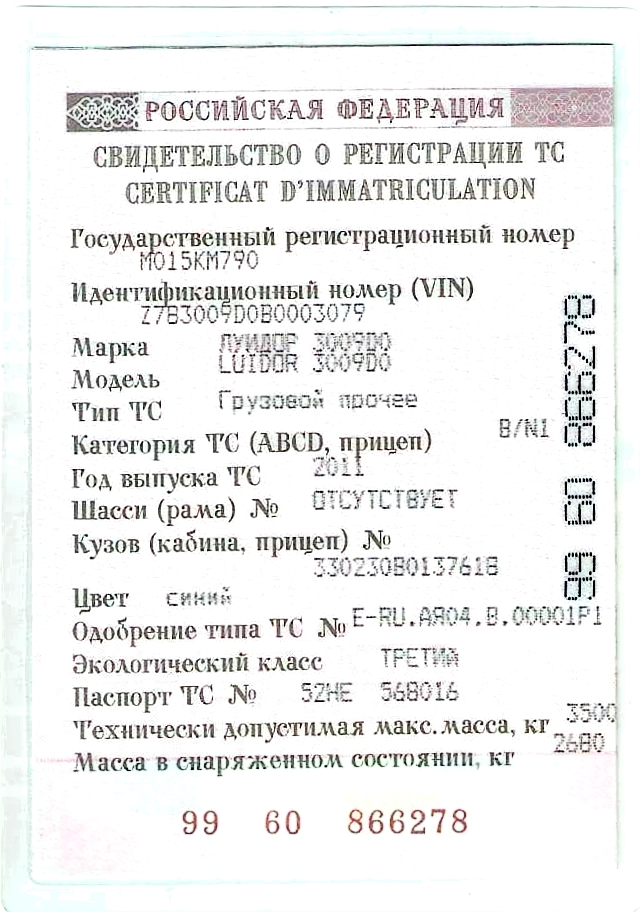 РОССИЙСКАЯ ФЕДЕРАЦИЯ
СВИДЕТЕЛЬСТВО О РЕГИСТРАЦИИ ТС
CERTIFICAT D'IMMATRICULATION
Государственный регистрационный номер
М015КМ790
Идентификационный номер (VIN)
Z7B3009D0B0003079
Марка ЛУИДОР 3009D0
Модель LUIDOR 3009D0
Тип ТС Грузовой прочее
Категория ТС (ABCD, прицеп) B/N1
Год выпуска ТС 2011
Шасси (рама) № ОТСУТСТВУЕТ
Кузов (кабина, прицеп) №
330230B0137618
Цвет синий
Одобрение типа ТС № E-RU.АЯ04.В.00001Р1
Экологический класс ТРЕТИЙ
Паспорт ТС № 52НЕ 568016
Технически допустимая макс. масса, кг 3500
Масса в снаряженном состоянии, кг 2680
99 60 866278
99 60 866278